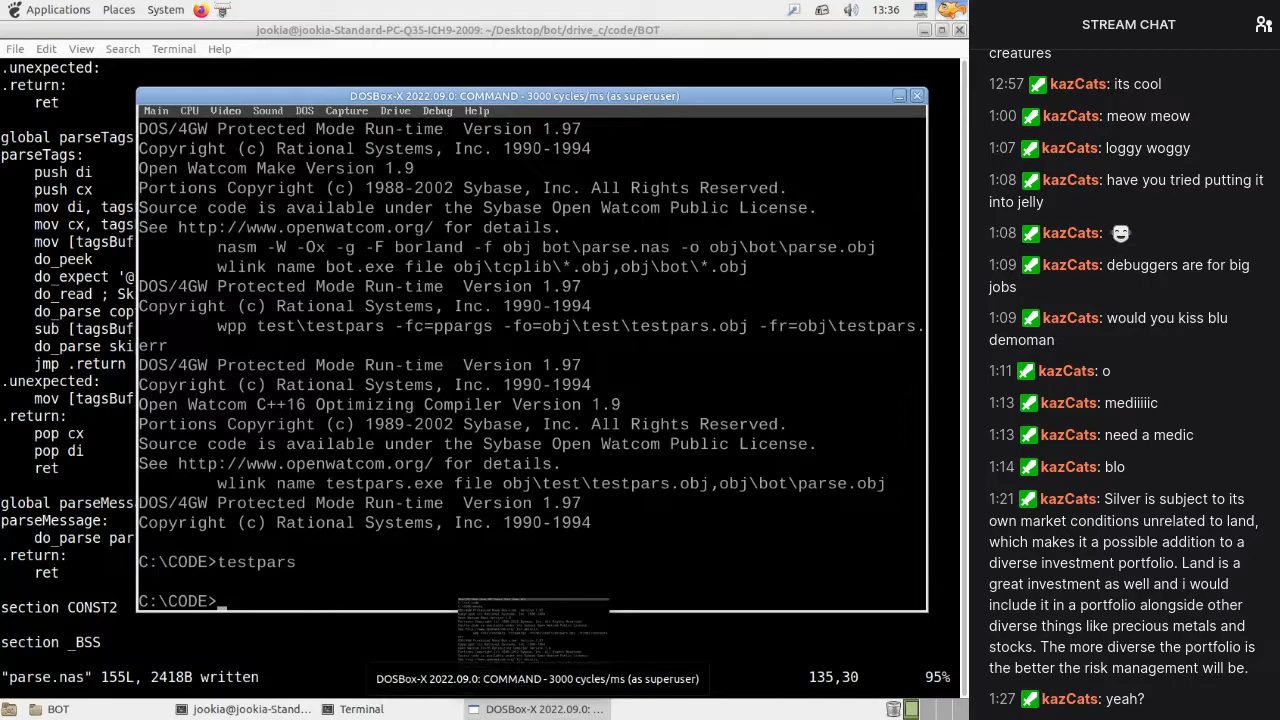 Applications Places System 13:36
jookia@jookia-Standard-PC-Q35-ICH9-2009: ~/Desktop/bot/drive_c/code/BOT
File Edit View Search Terminal Help
.unexpected:
.return:
ret
global parseTags
parseTags:
push di
push cx
mov di, tags
mov cx, tags
mov [tagsBuf
do_peek
do_expect '@
do_read ; Sk
do_parse cop
sub [tagsBuf
do_parse ski
jmp .return
.unexpected:
mov [tagsBuf
.return:
pop cx
pop di
ret
global parseMess
parseMessage:
do_parse par
.return:
ret
section CONST2
section _BSS
"parse.nas" 155L, 2418B written
135,30
95%
DOSBox-X 2022.09.0: COMMAND - 3000 cycles/ms (as superuser)
Main CPU Video Sound DOS Capture Drive Debug Help
DOS/4GW Protected Mode Run-time Version 1.97
Copyright (c) Rational Systems, Inc. 1990-1994
Open Watcom Make Version 1.9
Portions Copyright (c) 1988-2002 Sybase, Inc. All Rights Reserved.
Source code is available under the Sybase Open Watcom Public License.
See http://www.openwatcom.org/ for details.
nasm -W -Ox -g -F borland -f obj bot\parse.nas -o obj\bot\parse.obj
wlink name bot.exe file obj\tcplib\*.obj,obj\bot\*.obj
DOS/4GW Protected Mode Run-time Version 1.97
Copyright (c) Rational Systems, Inc. 1990-1994
wpp test\testpars -fc=ppargs -fo=obj\test\testpars.obj -fr=obj\testpars.
err
DOS/4GW Protected Mode Run-time Version 1.97
Copyright (c) Rational Systems, Inc. 1990-1994
Open Watcom C++16 Optimizing Compiler Version 1.9
Portions Copyright (c) 1989-2002 Sybase, Inc. All Rights Reserved.
Source code is available under the Sybase Open Watcom Public License.
See http://www.openwatcom.org/ for details.
wlink name testpars.exe file obj\test\testpars.obj,obj\bot\parse.obj
DOS/4GW Protected Mode Run-time Version 1.97
Copyright (c) Rational Systems, Inc. 1990-1994
C:\CODE>testpars
C:\CODE>
DOSBox-X 2022.09.0: COMMAND - 3000 cycles/ms (as superuser)
BOT
jookia@jookia-Stand...
Terminal
DOSBox-X 2022.09.0: ...
STREAM CHAT
creatures
12:57 kazCats: its cool
1:00 kazCats: meow meow
1:07 kazCats: loggy woggy
1:08 kazCats: have you tried putting it
into jelly
1:08 kazCats:
1:09 kazCats: debuggers are for big
jobs
1:09 kazCats: would you kiss blu
demoman
1:11 kazCats: o
1:13 kazCats: mediiiiic
1:13 kazCats: need a medic
1:14 kazCats: blo
1:21 kazCats: Silver is subject to its
own market conditions unrelated to land,
which makes it a possible addition to a
diverse investment portfolio. Land is a
great investment as well and i would
include it in a portfolio along with
diverse things like precious metals and
stocks. The more diverse your portfolio is
the better the risk management will be.
1:27 kazCats: yeah?